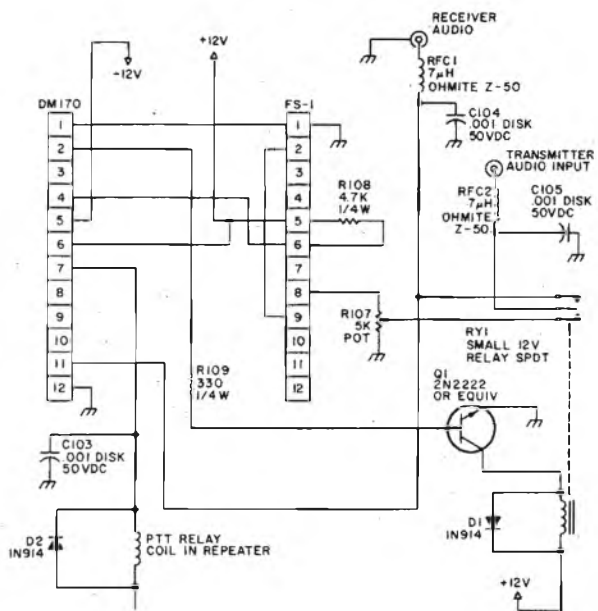 RECEIVER
AUDIO
-12V
+12V
RFC1
7μH
OHMITE Z-50
C104
.001 DISK
50VDC
DM170
1
2
3
4
5
6
7
8
9
10
11
12
FS-1
1
2
3
4
5
6
7
8
9
10
11
12
R108
4.7K
1/4W
TRANSMITTER
AUDIO INPUT
RFC2
7μH
OHMITE
Z-50
C105
.001 DISK
50VDC
R107
5K
POT
RY1
SMALL 12V
RELAY SPDT
R109
330
1/4W
Q1
2N2222
OR EQUIV
C103
.001 DISK
50VDC
D2
IN914
PTT RELAY
COIL IN REPEATER
D1
IN914
+12V